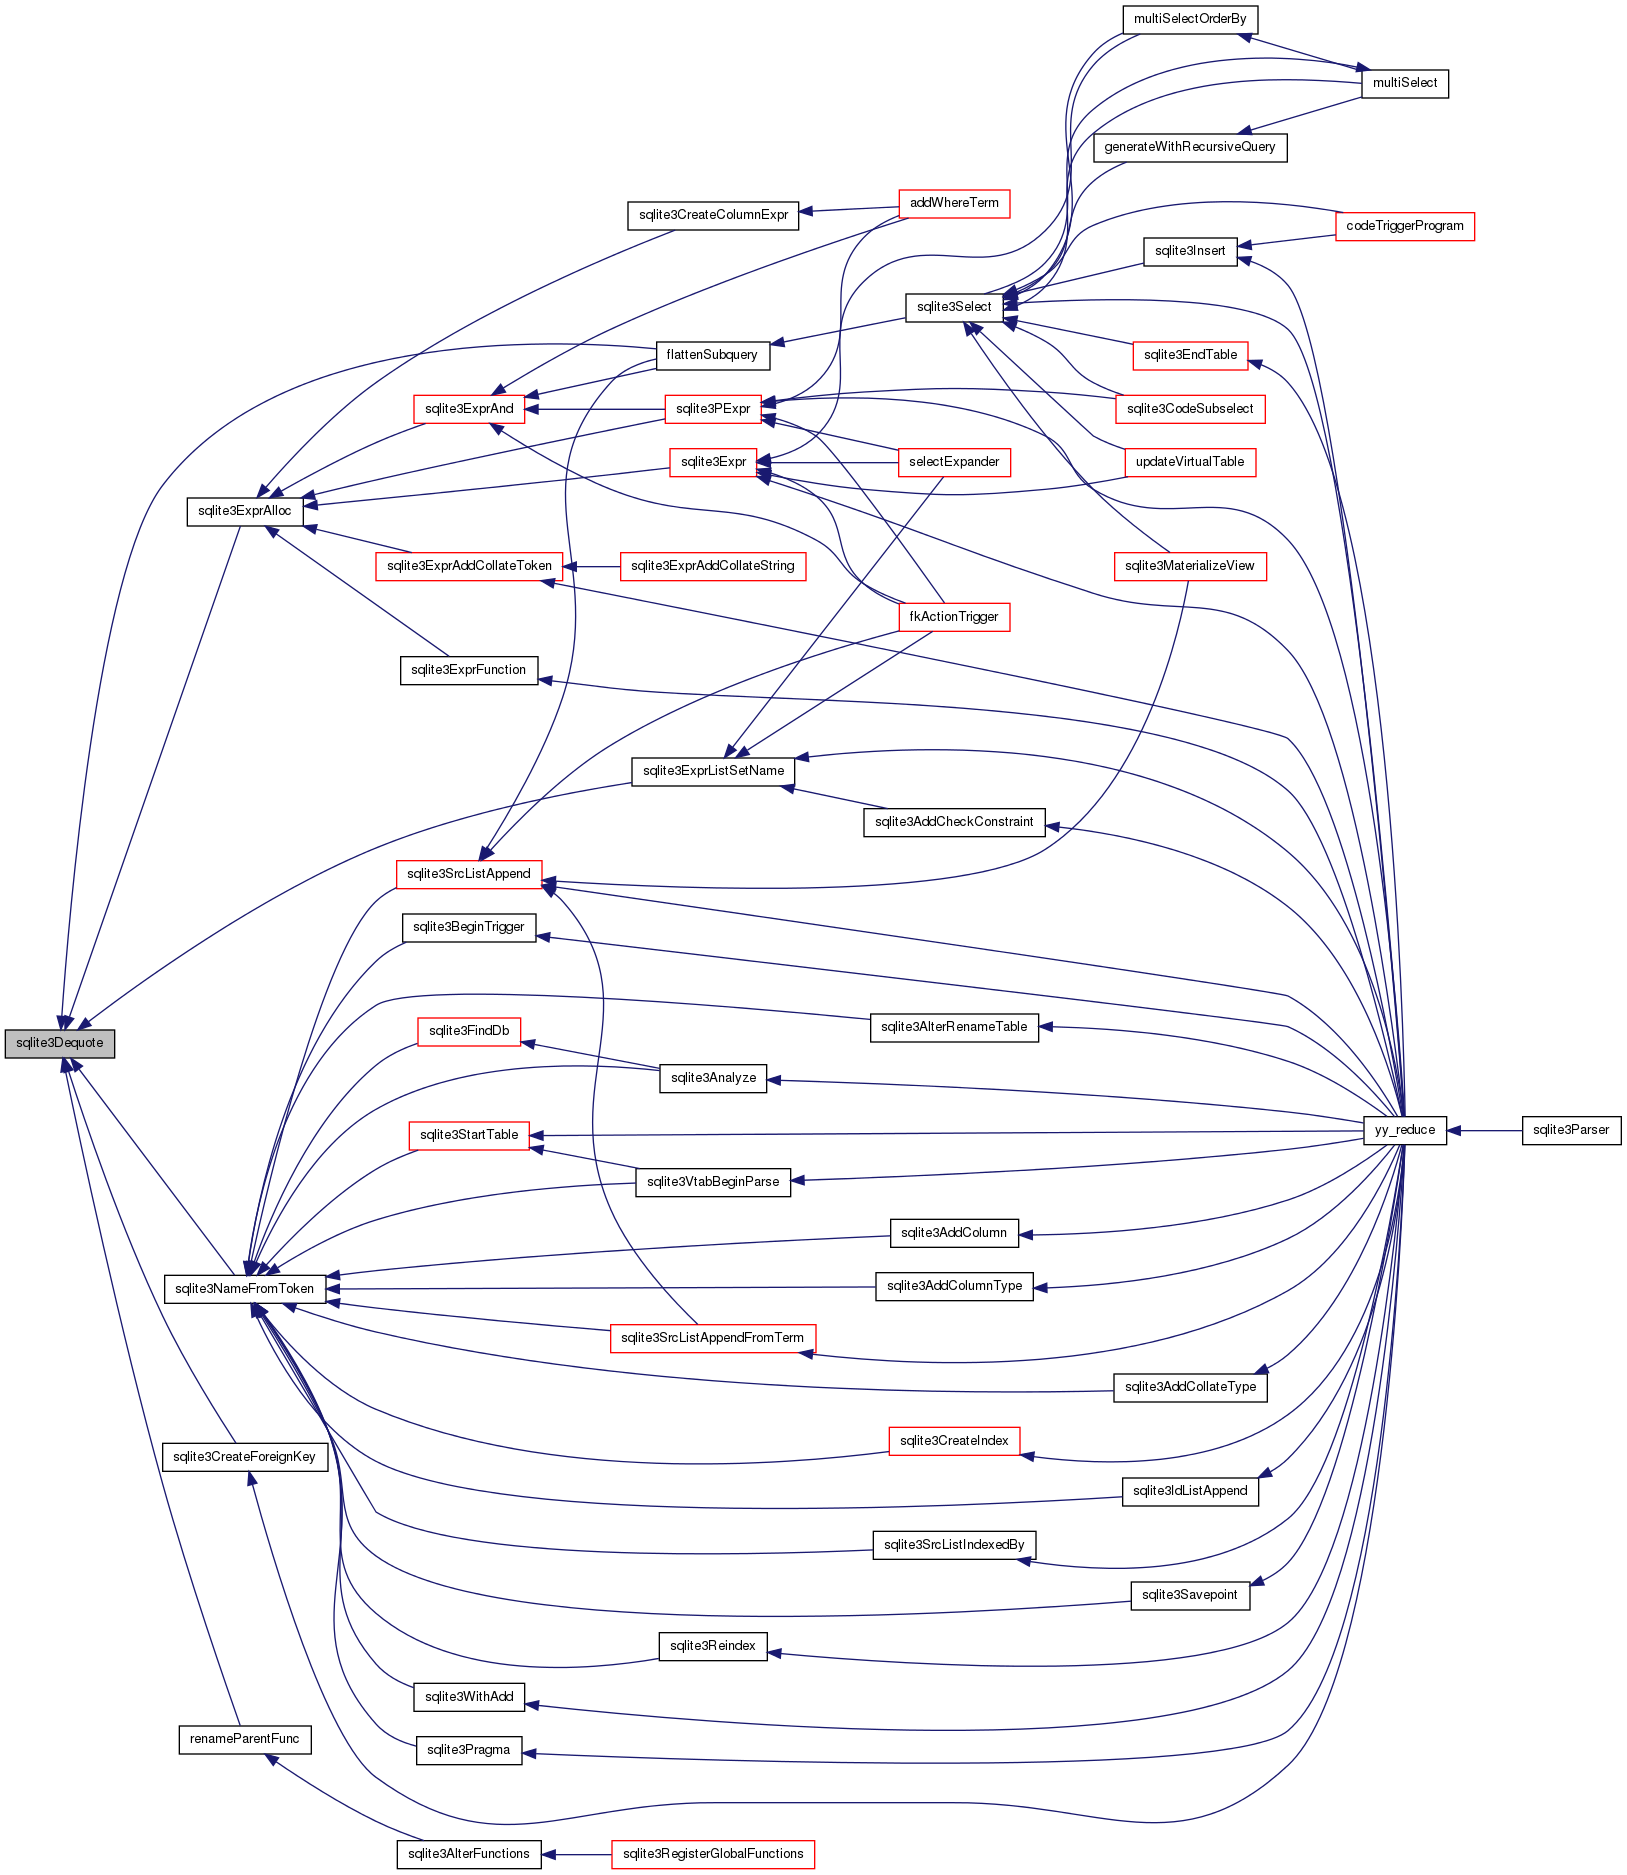 multiSelectOrderBy
multiSelect
generateWithRecursiveQuery
sqlite3CreateColumnExpr
addWhereTerm
codeTriggerProgram
sqlite3Insert
sqlite3Select
flattenSubquery
sqlite3EndTable
sqlite3ExprAnd
sqlite3PExpr
sqlite3CodeSubselect
sqlite3Expr
selectExpander
updateVirtualTable
sqlite3ExprAlloc
sqlite3ExprAddCollateToken
sqlite3ExprAddCollateString
sqlite3MaterializeView
fkActionTrigger
sqlite3ExprFunction
sqlite3ExprListSetName
sqlite3AddCheckConstraint
sqlite3SrcListAppend
sqlite3BeginTrigger
sqlite3AlterRenameTable
sqlite3FindDb
sqlite3Dequote
sqlite3Analyze
sqlite3StartTable
yy_reduce
sqlite3Parser
sqlite3VtabBeginParse
sqlite3AddColumn
sqlite3NameFromToken
sqlite3AddColumnType
sqlite3SrcListAppendFromTerm
sqlite3AddCollateType
sqlite3CreateIndex
sqlite3CreateForeignKey
sqlite3IdListAppend
sqlite3SrcListIndexedBy
sqlite3Savepoint
sqlite3Reindex
sqlite3WithAdd
renameParentFunc
sqlite3Pragma
sqlite3AlterFunctions
sqlite3RegisterGlobalFunctions